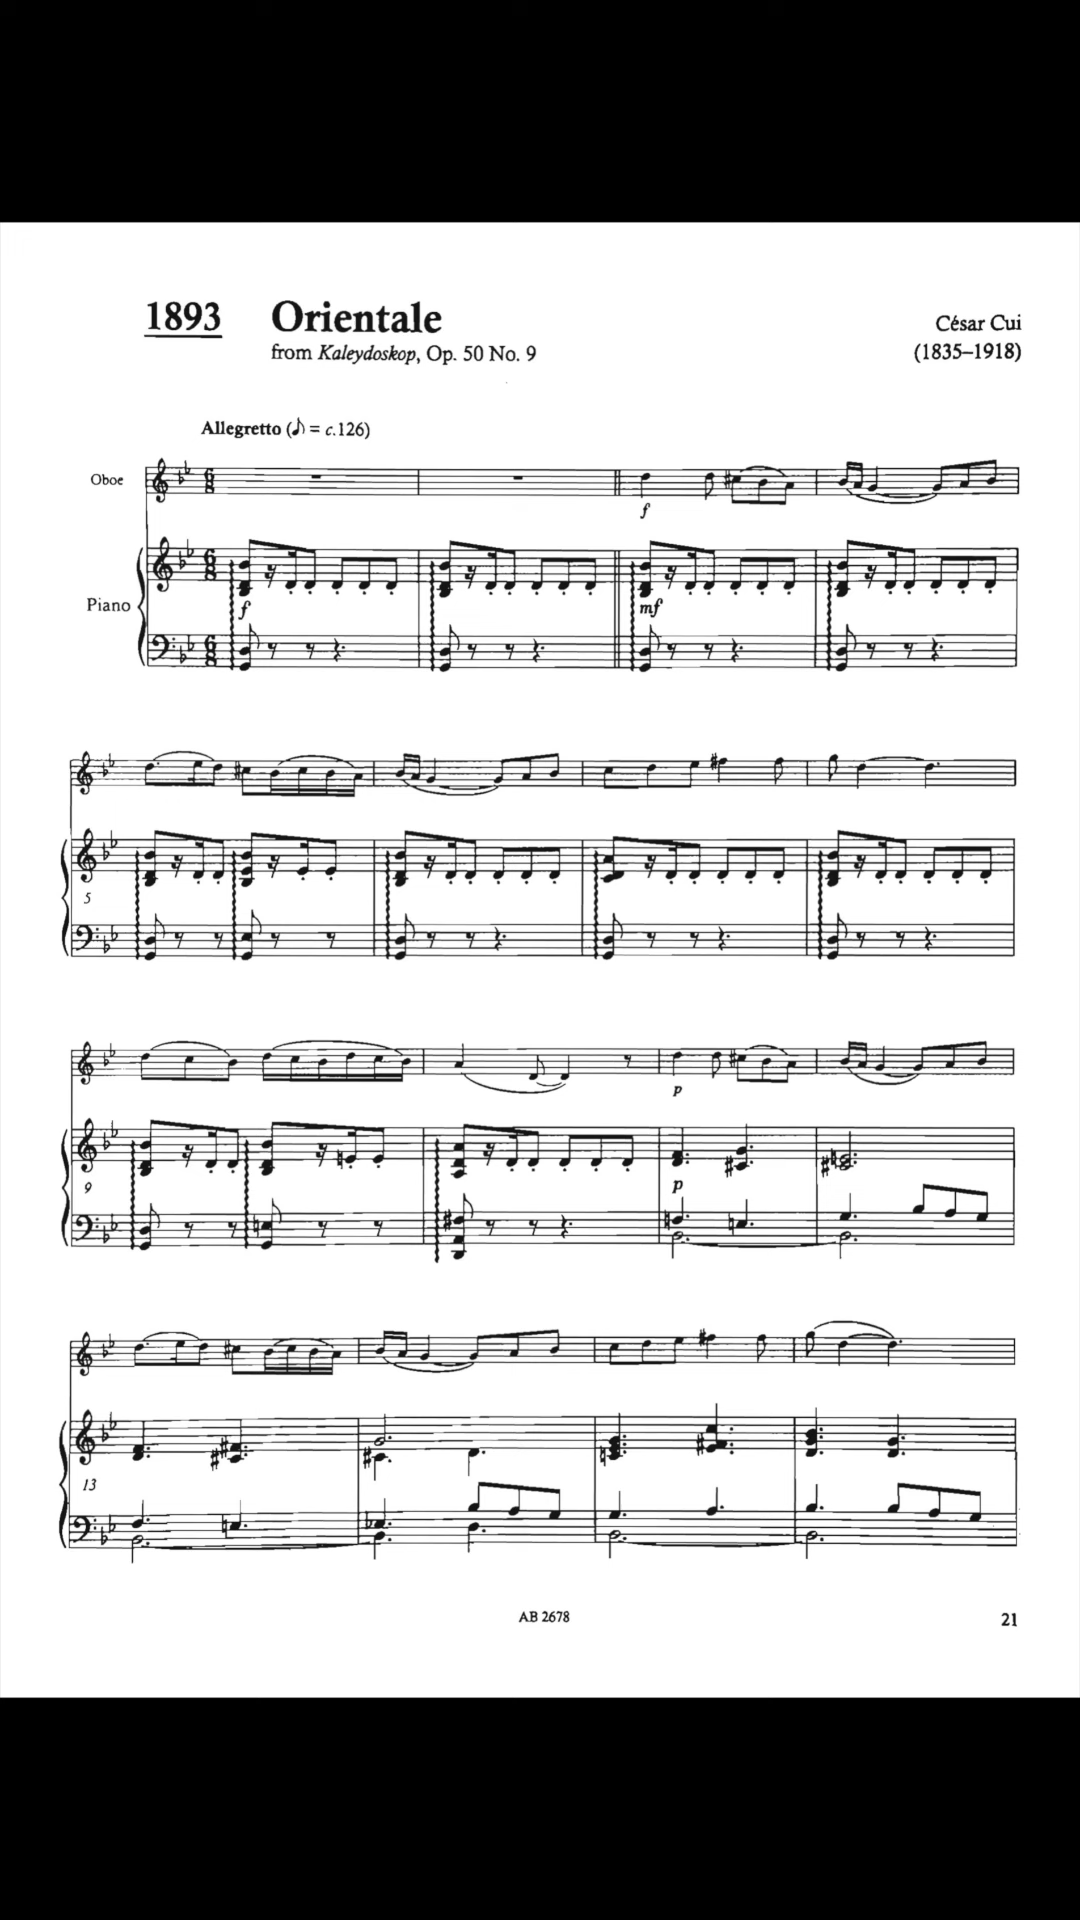 1893 Orientale
César Cui
from Kaleydoskop, Op. 50 No. 9
(1835–1918)
Allegretto (♪ = c.126)
Oboe
f
Piano
f
mf
5
p
9
p
13
AB 2678
21